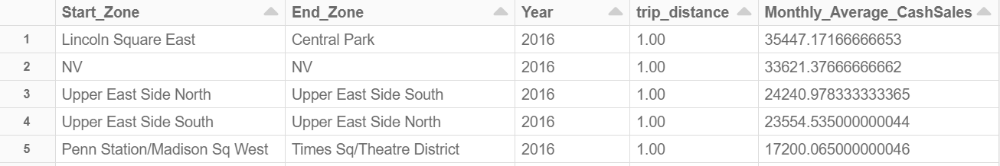 Start_Zone End_Zone Year trip_distance Monthly_Average_CashSales
1 Lincoln Square East Central Park 2016 1.00 35447.17166666653
2 NV NV 2016 1.00 33621.37666666662
3 Upper East Side North Upper East Side South 2016 1.00 24240.978333333365
4 Upper East Side South Upper East Side North 2016 1.00 23554.535000000044
5 Penn Station/Madison Sq West Times Sq/Theatre District 2016 1.00 17200.065000000046